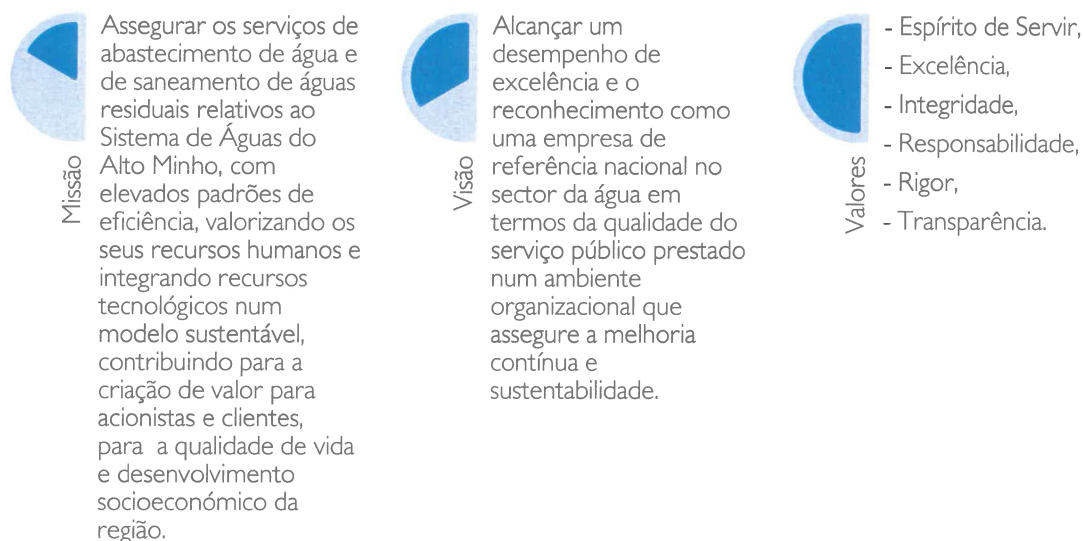 Missão
Assegurar os serviços de
abastecimento de água e
de saneamento de águas
residuais relativos ao
Sistema de Águas do
Alto Minho, com
elevados padrões de
eficiência, valorizando os
seus recursos humanos e
integrando recursos
tecnológicos num
modelo sustentável,
contribuindo para a
criação de valor para
acionistas e clientes,
para  a qualidade de vida
e desenvolvimento
socioeconómico da
região.
Visão
Alcançar um
desempenho de
excelência e o
reconhecimento como
uma empresa de
referência nacional no
sector da água em
termos da qualidade do
serviço público prestado
num ambiente
organizacional que
assegure a melhoria
contínua e
sustentabilidade.
Valores
- Espírito de Servir,
- Excelência,
- Integridade,
- Responsabilidade,
- Rigor,
- Transparência.